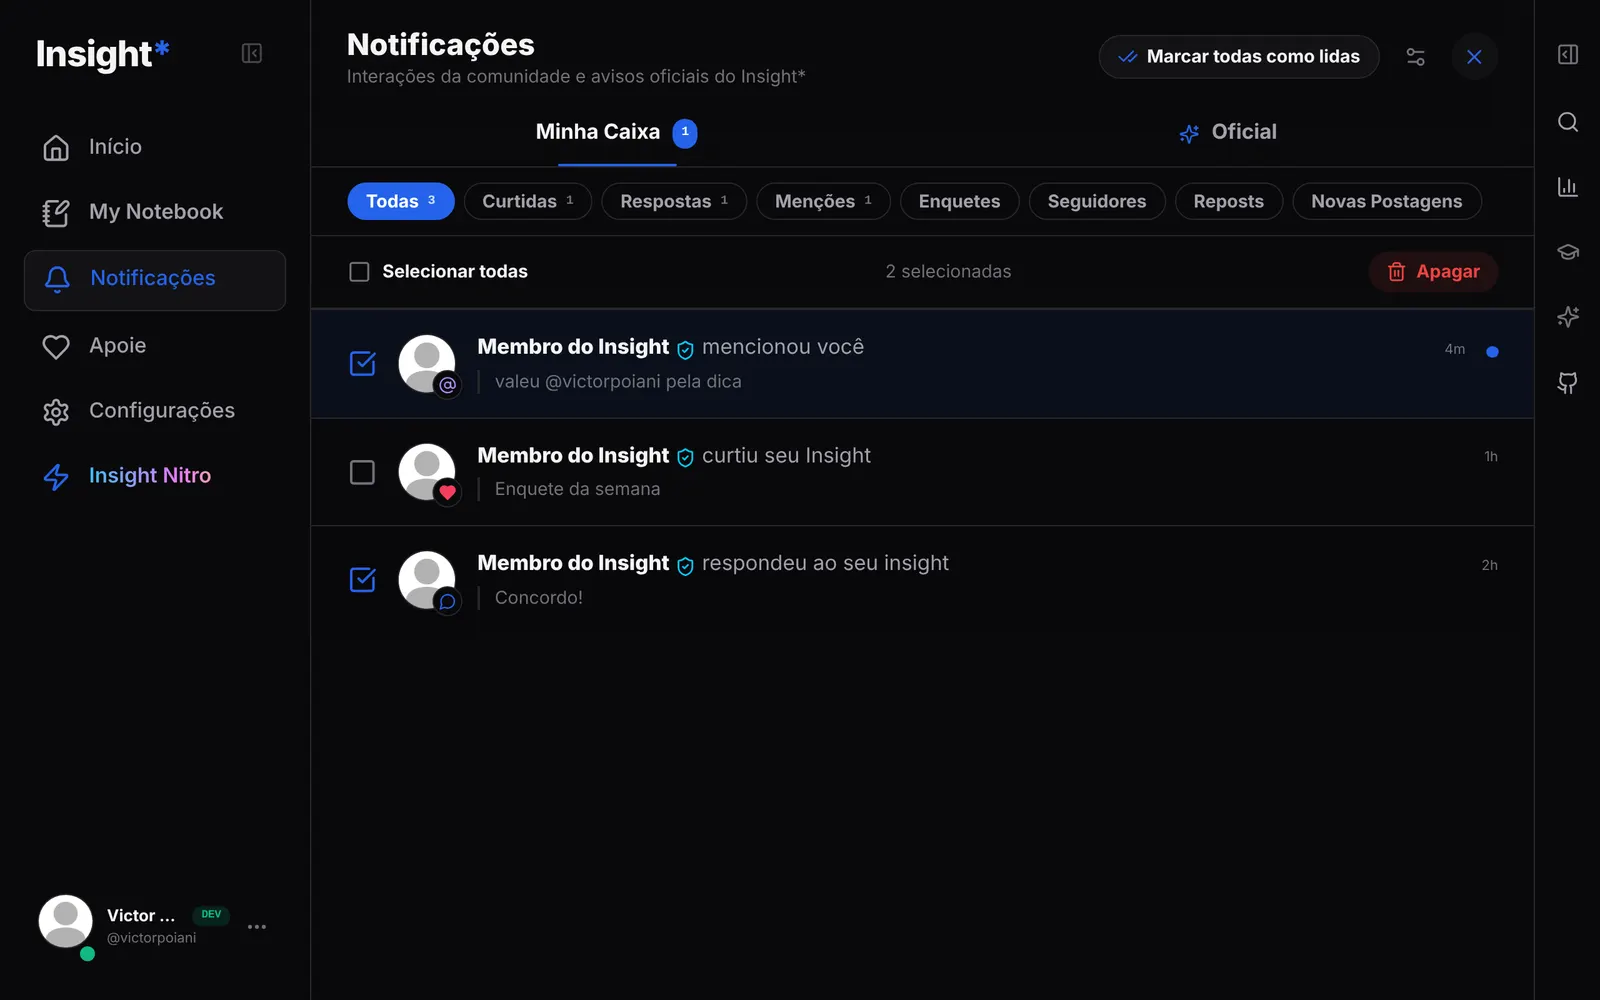 Insight*
Início
My Notebook
Notificações
Apoie
Configurações
Insight Nitro
Victor ... DEV
@victorpoiani
Notificações
Interações da comunidade e avisos oficiais do Insight*
Marcar todas como lidas
Minha Caixa 1
Oficial
Todas 3
Curtidas 1
Respostas 1
Menções 1
Enquetes
Seguidores
Reposts
Novas Postagens
Selecionar todas
2 selecionadas
Apagar
Membro do Insight mencionou você
4m
valeu @victorpoiani pela dica
Membro do Insight curtiu seu Insight
1h
Enquete da semana
Membro do Insight respondeu ao seu insight
2h
Concordo!